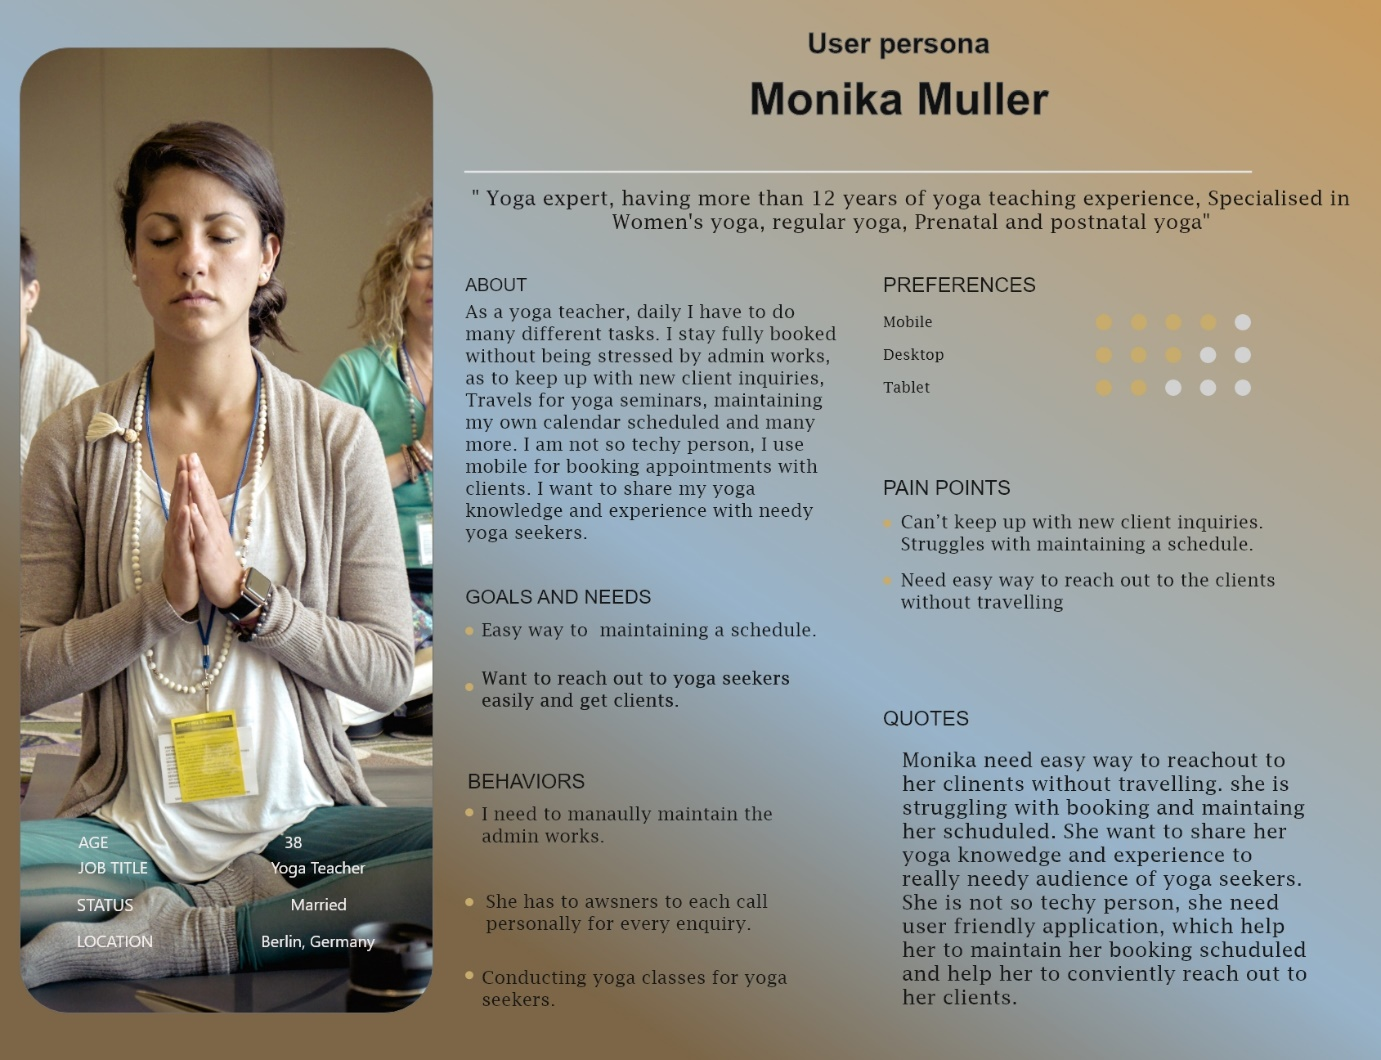 User persona
Monika Muller
" Yoga expert, having more than 12 years of yoga teaching experience, Specialised in
Women's yoga, regular yoga, Prenatal and postnatal yoga"
ABOUT
As a yoga teacher, daily I have to do
many different tasks. I stay fully booked
without being stressed by admin works,
as to keep up with new client inquiries,
Travels for yoga seminars, maintaining
my own calendar scheduled and many
more. I am not so techy person, I use
mobile for booking appointments with
clients. I want to share my yoga
knowledge and experience with needy
yoga seekers.
GOALS AND NEEDS
Easy way to  maintaining a schedule.
Want to reach out to yoga seekers
easily and get clients.
BEHAVIORS
I need to manaully maintain the
admin works.
She has to awsners to each call
personally for every enquiry.
Conducting yoga classes for yoga
seekers.
PREFERENCES
Mobile
Desktop
Tablet
PAIN POINTS
Can't keep up with new client inquiries.
Struggles with maintaining a schedule.
Need easy way to reach out to the clients
without travelling
QUOTES
Monika need easy way to reachout to
her clinents without travelling. she is
struggling with booking and maintaing
her schuduled. She want to share her
yoga knowedge and experience to
really needy audience of yoga seekers.
She is not so techy person, she need
user friendly application, which help
her to maintain her booking schuduled
and help her to conviently reach out to
her clients.
AGE 38
JOB TITLE Yoga Teacher
STATUS Married
LOCATION Berlin, Germany